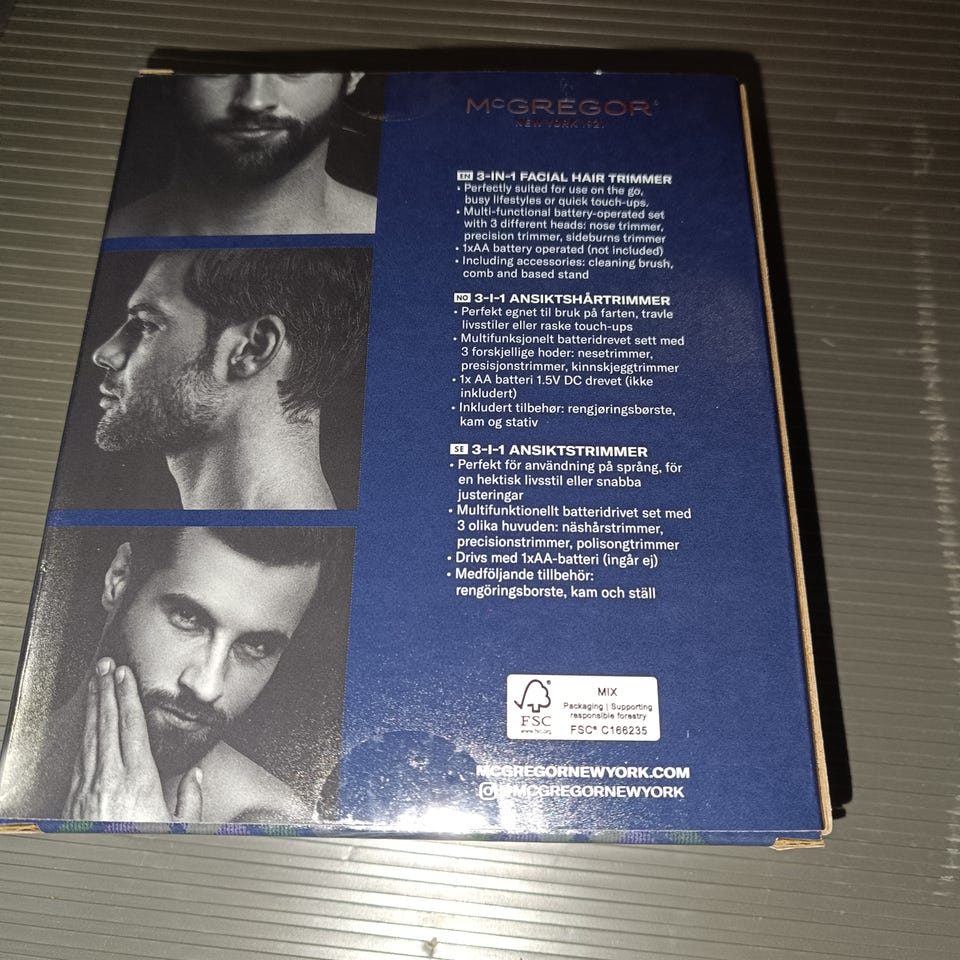 McGREGOR
NEW YORK 1921
EN 3-IN-1 FACIAL HAIR TRIMMER
• Perfectly suited for use on the go,
busy lifestyles or quick touch-ups.
• Multi-functional battery-operated set
with 3 different heads: nose trimmer,
precision trimmer, sideburns trimmer
• 1xAA battery operated (not included)
• Including accessories: cleaning brush,
comb and based stand
NO 3-I-1 ANSIKTSHÅRTRIMMER
• Perfekt egnet til bruk på farten, travle
livsstiler eller raske touch-ups
• Multifunksjonelt batteridrevet sett med
3 forskjellige hoder: nesetrimmer,
presisjonstrimmer, kinnskjeggtrimmer
• 1x AA batteri 1.5V DC drevet (ikke
inkludert)
• Inkludert tilbehør: rengjøringsbørste,
kam og stativ
SE 3-I-1 ANSIKTSTRIMMER
• Perfekt för användning på språng, för
en hektisk livsstil eller snabba
justeringar
• Multifunktionellt batteridrivet set med
3 olika huvuden: näshårstrimmer,
precisionstrimmer, polisongtrimmer
• Drivs med 1xAA-batteri (ingår ej)
• Medföljande tillbehör:
rengöringsborste, kam och ställ
FSC®
www.fsc.org
MIX
Packaging | Supporting
responsible forestry
FSC® C166235
MCGREGORNEWYORK.COM
@MCGREGORNEWYORK